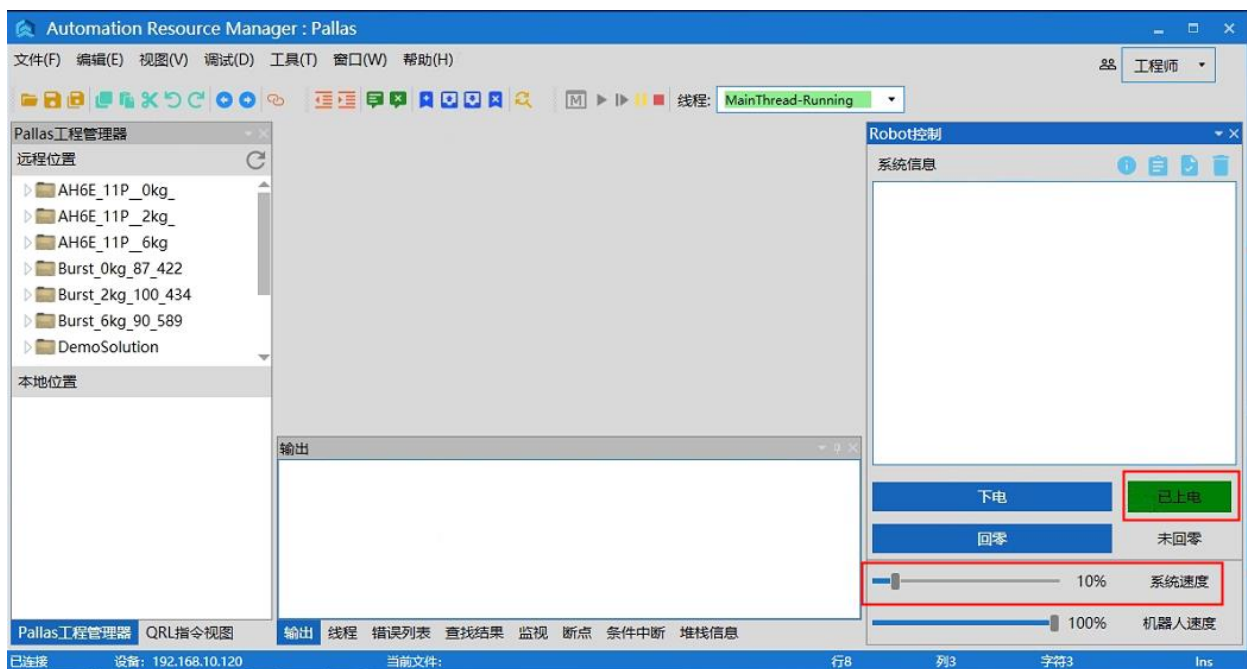 Automation Resource Manager : Pallas
文件(F) 编辑(E) 视图(V) 调试(D) 工具(T) 窗口(W) 帮助(H)
工程师
M 线程: MainThread-Running
Pallas工程管理器
远程位置
AH6E_11P__0kg_
AH6E_11P__2kg_
AH6E_11P__6kg
Burst_0kg_87_422
Burst_2kg_100_434
Burst_6kg_90_589
DemoSolution
本地位置
Pallas工程管理器 QRL指令视图
输出
输出 线程 错误列表 查找结果 监视 断点 条件中断 堆栈信息
Robot控制
系统信息
下电 已上电
回零 未回零
10% 系统速度
100% 机器人速度
已连接 设备: 192.168.10.120 当前文件: 行8 列3 字符3 Ins